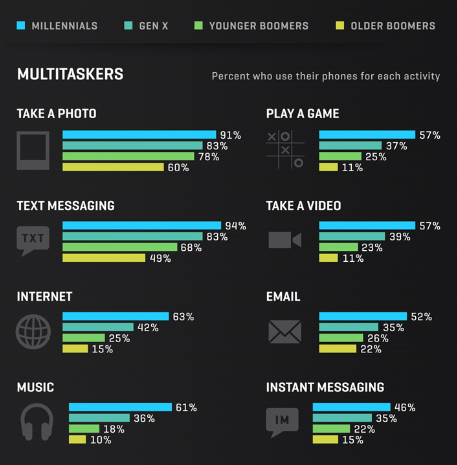 MILLENNIALS GEN X YOUNGER BOOMERS OLDER BOOMERS
MULTITASKERS
Percent who use their phones for each activity
TAKE A PHOTO
91%
83%
78%
60%
PLAY A GAME
X O
X
O
57%
37%
25%
11%
TEXT MESSAGING
TXT
94%
83%
68%
49%
TAKE A VIDEO
57%
39%
23%
11%
INTERNET
63%
42%
25%
15%
EMAIL
52%
35%
26%
22%
MUSIC
61%
36%
18%
10%
INSTANT MESSAGING
IM
46%
35%
22%
15%